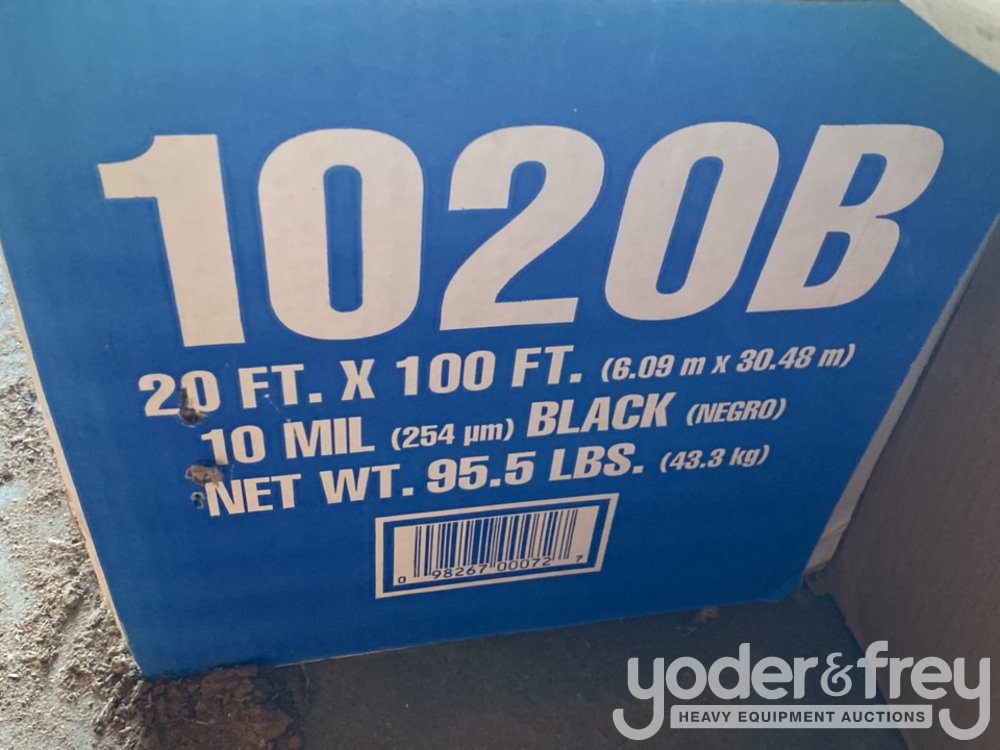 1020B
20 FT. X 100 FT. (6.09 m x 30.48 m)
10 MIL (254 µm) BLACK (NEGRO)
NET WT. 95.5 LBS. (43.3 kg)
0 98267 00072 7
yoder&frey
HEAVY EQUIPMENT AUCTIONS